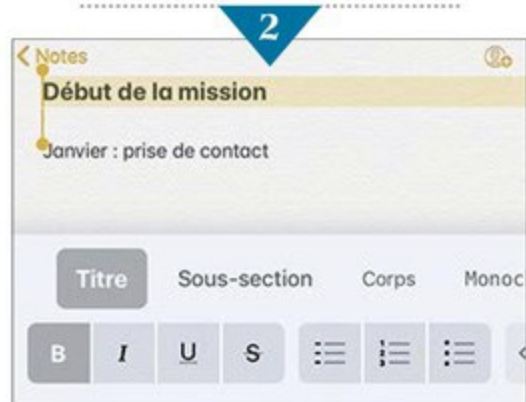 2
Notes
Début de la mission
Janvier : prise de contact
Titre Sous-section Corps Monoc
B I U S